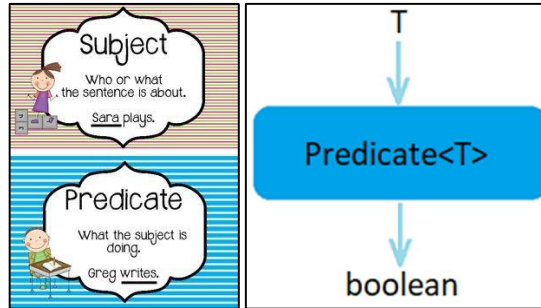 Subject
Who or what
the sentence is about.
Sara plays.
Predicate
What the subject is
doing.
Greg writes.
T
Predicate<T>
boolean